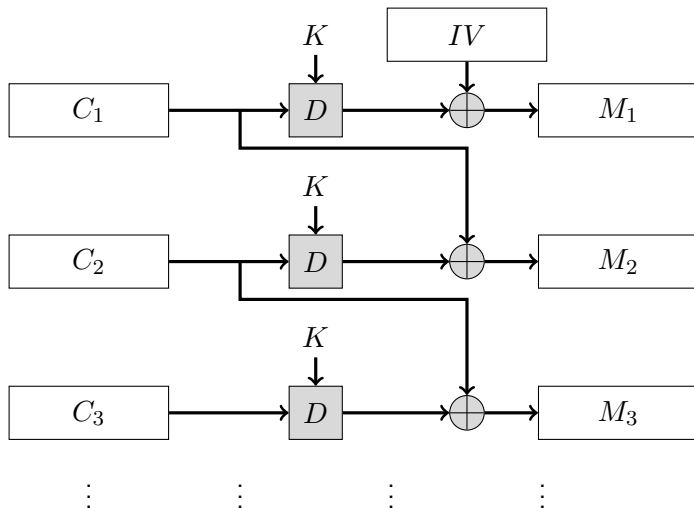 K IV
C₁ D M₁
K
C₂ D M₂
K
C₃ D M₃
⋮ ⋮ ⋮ ⋮